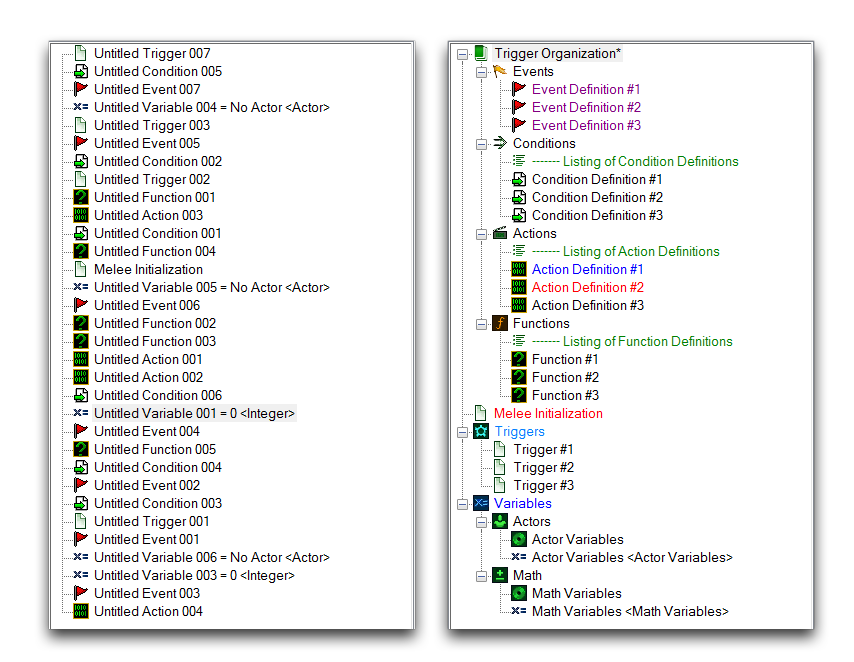 Untitled Trigger 007
Untitled Condition 005
Untitled Event 007
Untitled Variable 004 = No Actor <Actor>
Untitled Trigger 003
Untitled Event 005
Untitled Condition 002
Untitled Trigger 002
Untitled Function 001
Untitled Action 003
Untitled Condition 001
Untitled Function 004
Melee Initialization
Untitled Variable 005 = No Actor <Actor>
Untitled Event 006
Untitled Function 002
Untitled Function 003
Untitled Action 001
Untitled Action 002
Untitled Condition 006
Untitled Variable 001 = 0 <Integer>
Untitled Event 004
Untitled Function 005
Untitled Condition 004
Untitled Event 002
Untitled Condition 003
Untitled Trigger 001
Untitled Event 001
Untitled Variable 006 = No Actor <Actor>
Untitled Variable 003 = 0 <Integer>
Untitled Event 003
Untitled Action 004
Trigger Organization*
Events
Event Definition #1
Event Definition #2
Event Definition #3
Conditions
------- Listing of Condition Definitions
Condition Definition #1
Condition Definition #2
Condition Definition #3
Actions
------- Listing of Action Definitions
Action Definition #1
Action Definition #2
Action Definition #3
Functions
------- Listing of Function Definitions
Function #1
Function #2
Function #3
Melee Initialization
Triggers
Trigger #1
Trigger #2
Trigger #3
Variables
Actors
Actor Variables
Actor Variables <Actor Variables>
Math
Math Variables
Math Variables <Math Variables>